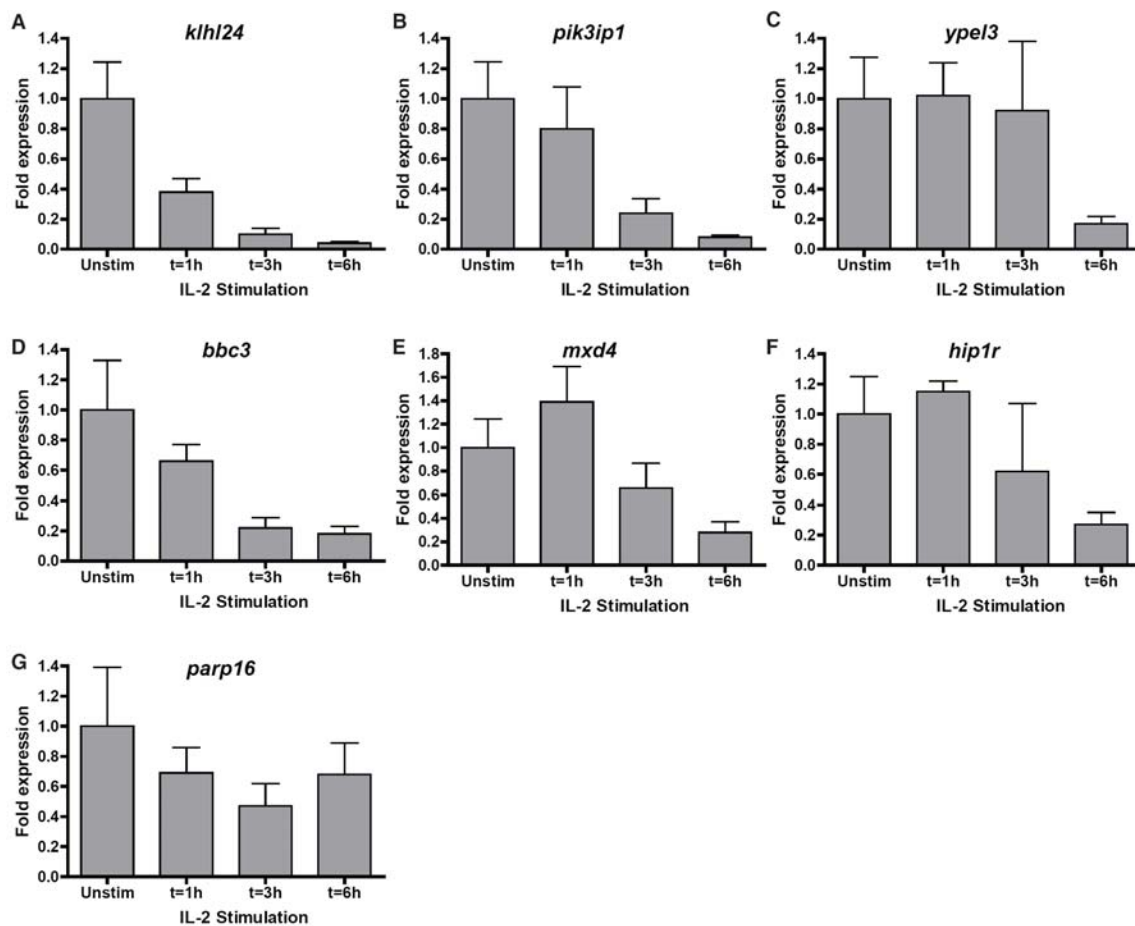 A
klhl24
Fold expression
1.4
1.2
1.0
0.8
0.6
0.4
0.2
0.0
Unstim t=1h t=3h t=6h
IL-2 Stimulation
B
pik3ip1
Fold expression
1.4
1.2
1.0
0.8
0.6
0.4
0.2
0.0
Unstim t=1h t=3h t=6h
IL-2 Stimulation
C
ypel3
Fold expression
1.4
1.2
1.0
0.8
0.6
0.4
0.2
0.0
Unstim t=1h t=3h t=6h
IL-2 Stimulation
D
bbc3
Fold expression
1.4
1.2
1.0
0.8
0.6
0.4
0.2
0.0
Unstim t=1h t=3h t=6h
IL-2 Stimulation
E
mxd4
Fold expression
1.8
1.6
1.4
1.2
1.0
0.8
0.6
0.4
0.2
0.0
Unstim t=1h t=3h t=6h
IL-2 Stimulation
F
hip1r
Fold expression
1.4
1.2
1.0
0.8
0.6
0.4
0.2
0.0
Unstim t=1h t=3h t=6h
IL-2 Stimulation
G
parp16
Fold expression
1.4
1.2
1.0
0.8
0.6
0.4
0.2
0.0
Unstim t=1h t=3h t=6h
IL-2 Stimulation